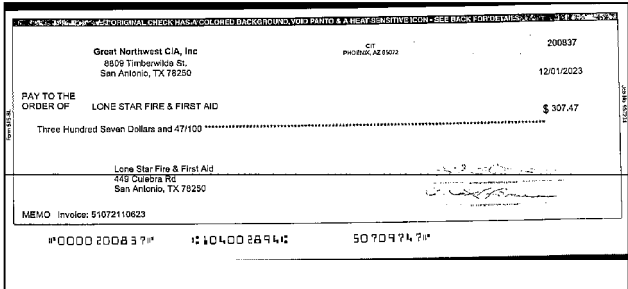 ORIGINAL CHECK HAS A COLORED BACKGROUND, VOID PANTO & A HEAT SENSITIVE ICON - SEE BACK FOR DETAILS
Great Northwest CIA, Inc
8809 Timberwilde St.
San Antonio, TX 78250
CIT
PHOENIX, AZ 85072
200837
12/01/2023
PAY TO THE
ORDER OF LONE STAR FIRE & FIRST AID
$ 307.47
Three Hundred Seven Dollars and 47/100
Lone Star Fire & First Aid
449 Culebra Rd
San Antonio, TX 78250
MEMO Invoice: 51072110623
⑈0000200837⑈ ⑆104002894⑆ 50709747⑈